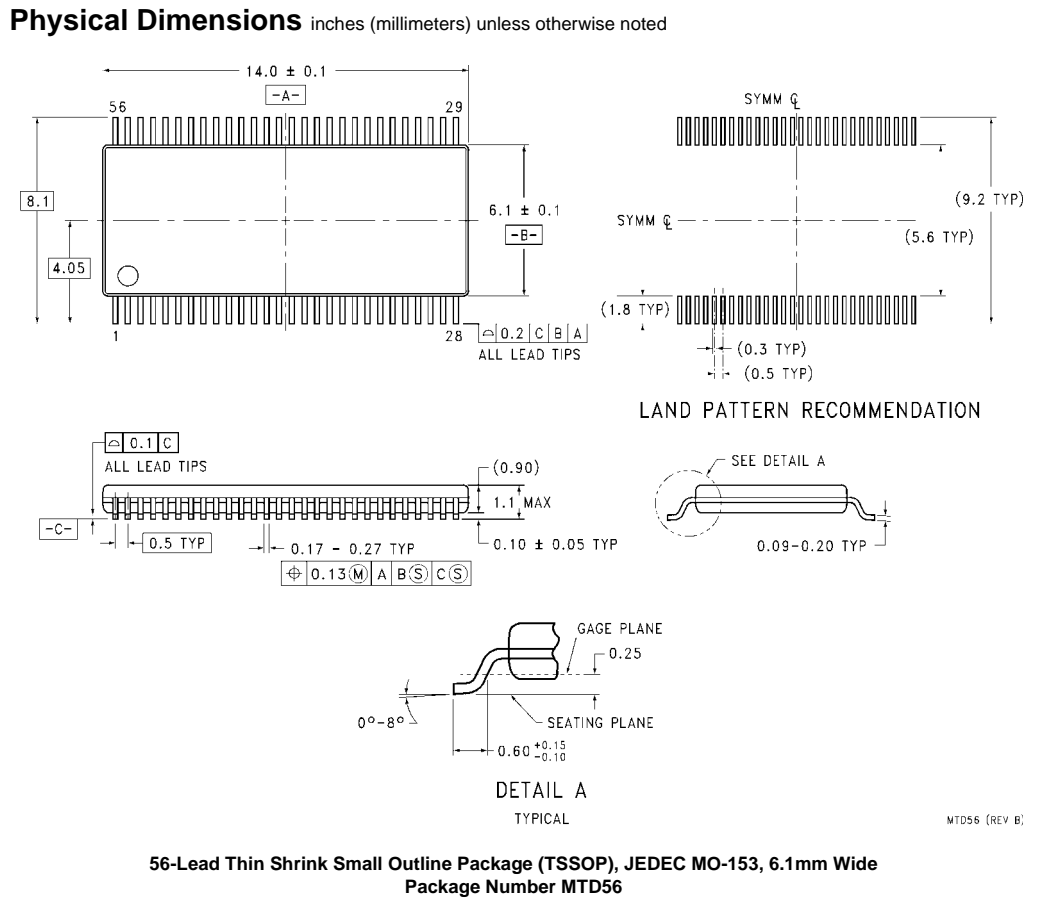 Physical Dimensions inches (millimeters) unless otherwise noted
14.0 ± 0.1
-A-
56
29
8.1
4.05
6.1 ± 0.1
-B-
1
28
⌓ 0.2 C B A
ALL LEAD TIPS
SYMM ℄
SYMM ℄
(9.2 TYP)
(5.6 TYP)
(1.8 TYP)
(0.3 TYP)
(0.5 TYP)
LAND PATTERN RECOMMENDATION
⌓ 0.1 C
ALL LEAD TIPS
-C-
0.5 TYP
0.17 - 0.27 TYP
⌖ 0.13 Ⓜ A B Ⓢ C Ⓢ
(0.90)
1.1 MAX
0.10 ± 0.05 TYP
SEE DETAIL A
0.09-0.20 TYP
GAGE PLANE
0.25
0°-8°
SEATING PLANE
0.60 +0.15 -0.10
DETAIL A
TYPICAL
MTD56 (REV B)
56-Lead Thin Shrink Small Outline Package (TSSOP), JEDEC MO-153, 6.1mm Wide
Package Number MTD56